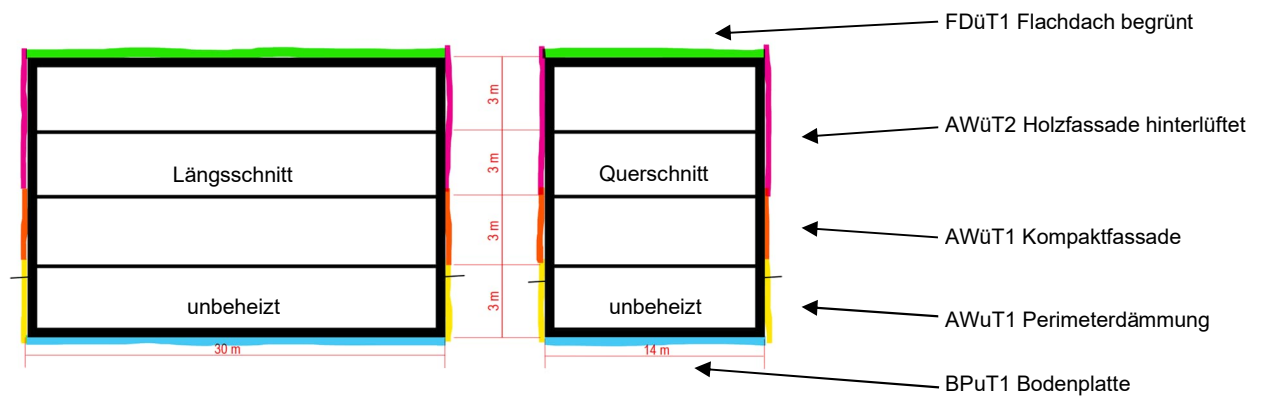 FDüT1 Flachdach begrünt
3 m
AWüT2 Holzfassade hinterlüftet
Längsschnitt
3 m
Querschnitt
3 m
AWüT1 Kompaktfassade
unbeheizt
3 m
unbeheizt
AWuT1 Perimeterdämmung
30 m
14 m
BPuT1 Bodenplatte